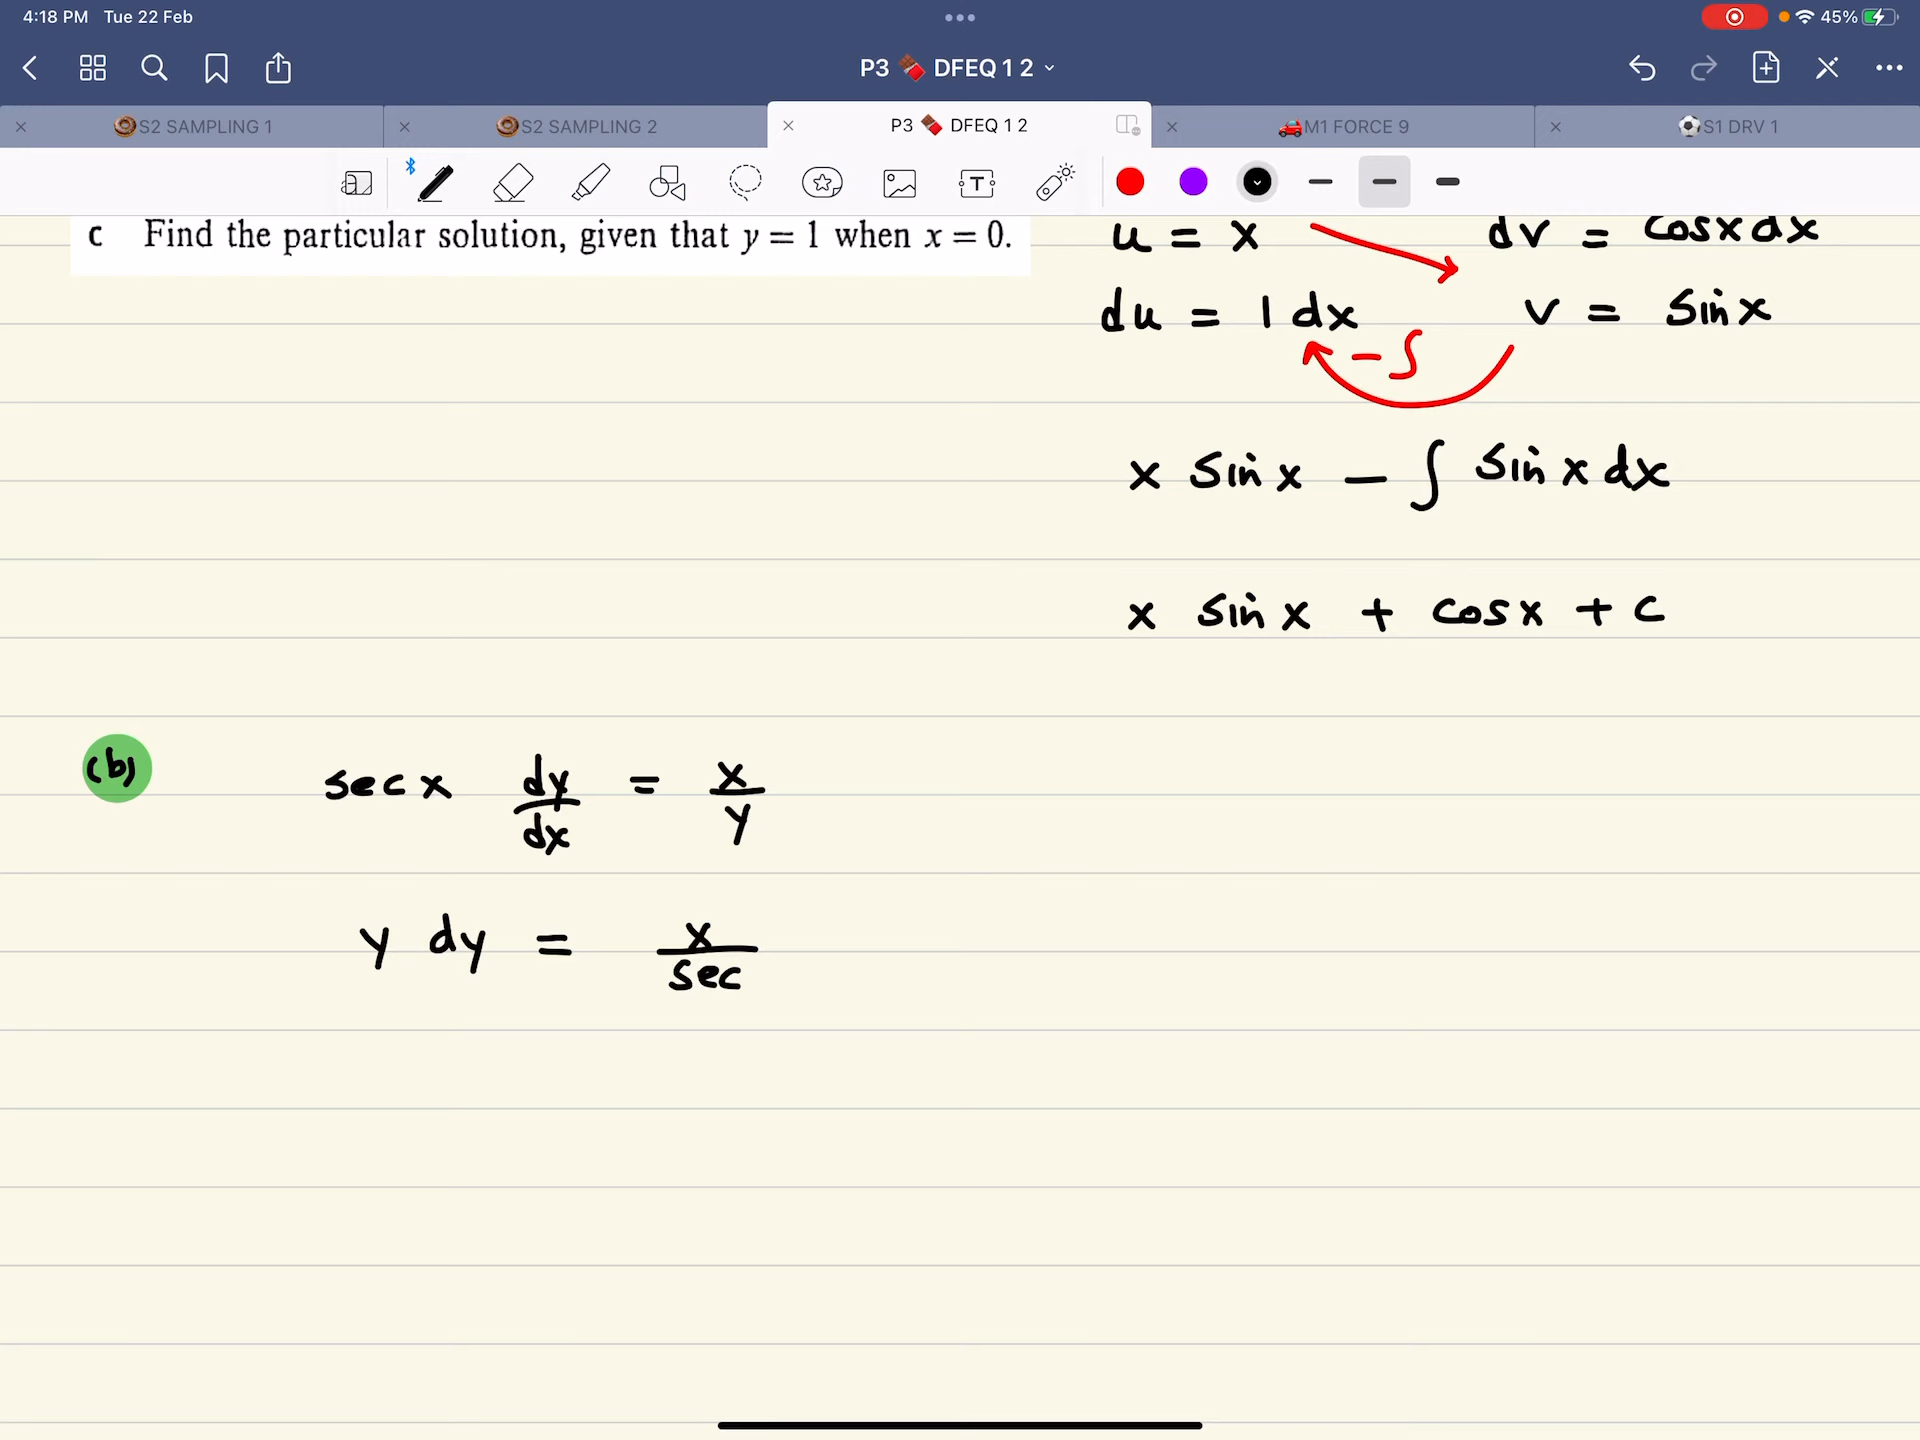 4:18 PM Tue 22 Feb 45%
P3 🍫 DFEQ 1 2
S2 SAMPLING 1
S2 SAMPLING 2
P3 🍫 DFEQ 1 2
M1 FORCE 9
S1 DRV 1
c Find the particular solution, given that y = 1 when x = 0.
u = x dv = cosx dx
du = 1 dx v = sin x
− ∫
x sin x − ∫ sin x dx
x sin x + cos x + c
(b) sec x dy/dx = x/y
y dy = x/sec